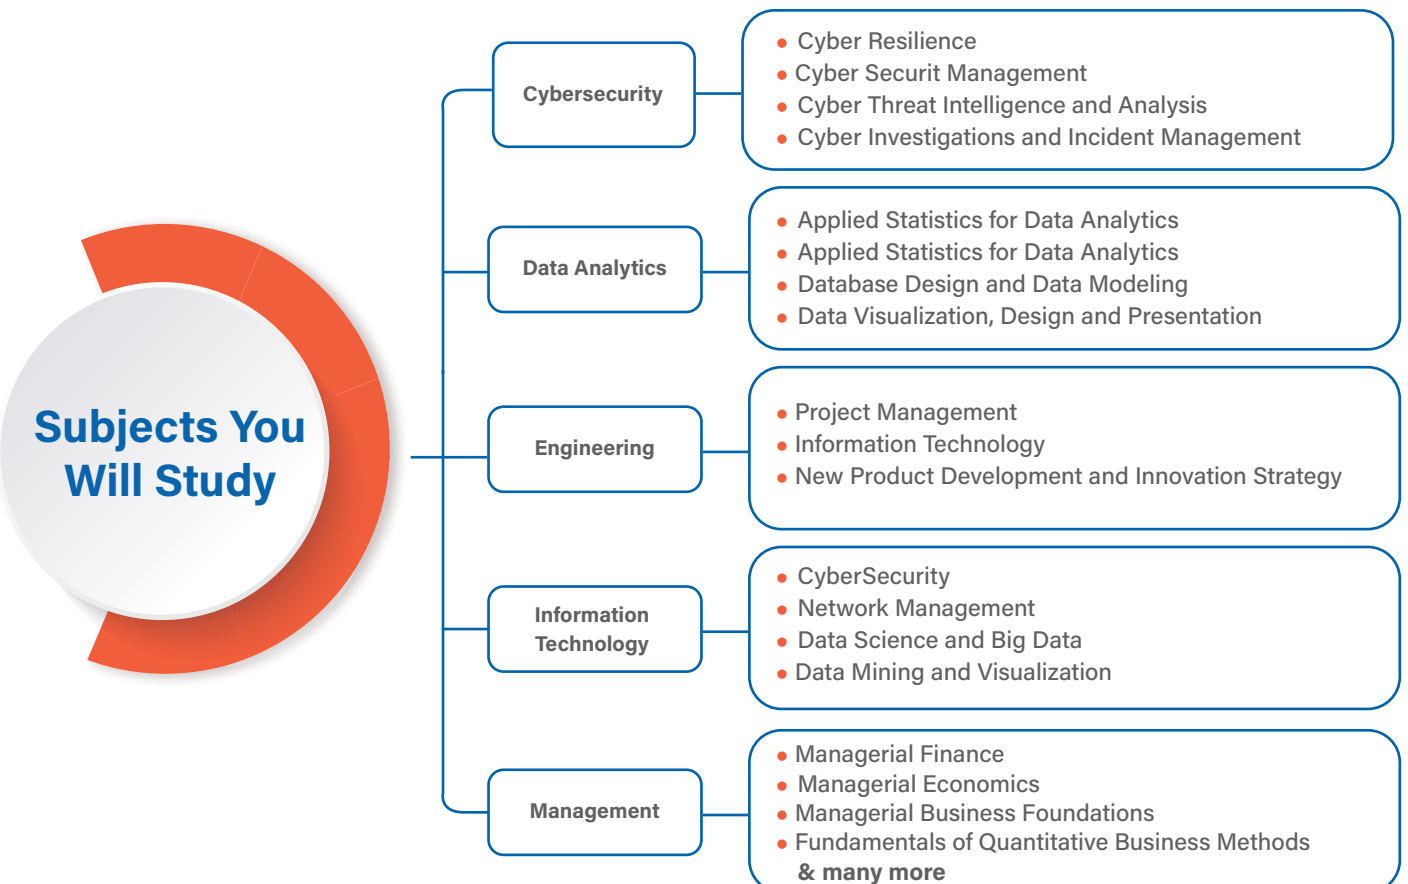 Subjects You
Will Study
Cybersecurity
• Cyber Resilience
• Cyber Securit Management
• Cyber Threat Intelligence and Analysis
• Cyber Investigations and Incident Management
Data Analytics
• Applied Statistics for Data Analytics
• Applied Statistics for Data Analytics
• Database Design and Data Modeling
• Data Visualization, Design and Presentation
Engineering
• Project Management
• Information Technology
• New Product Development and Innovation Strategy
Information
Technology
• CyberSecurity
• Network Management
• Data Science and Big Data
• Data Mining and Visualization
Management
• Managerial Finance
• Managerial Economics
• Managerial Business Foundations
• Fundamentals of Quantitative Business Methods
& many more